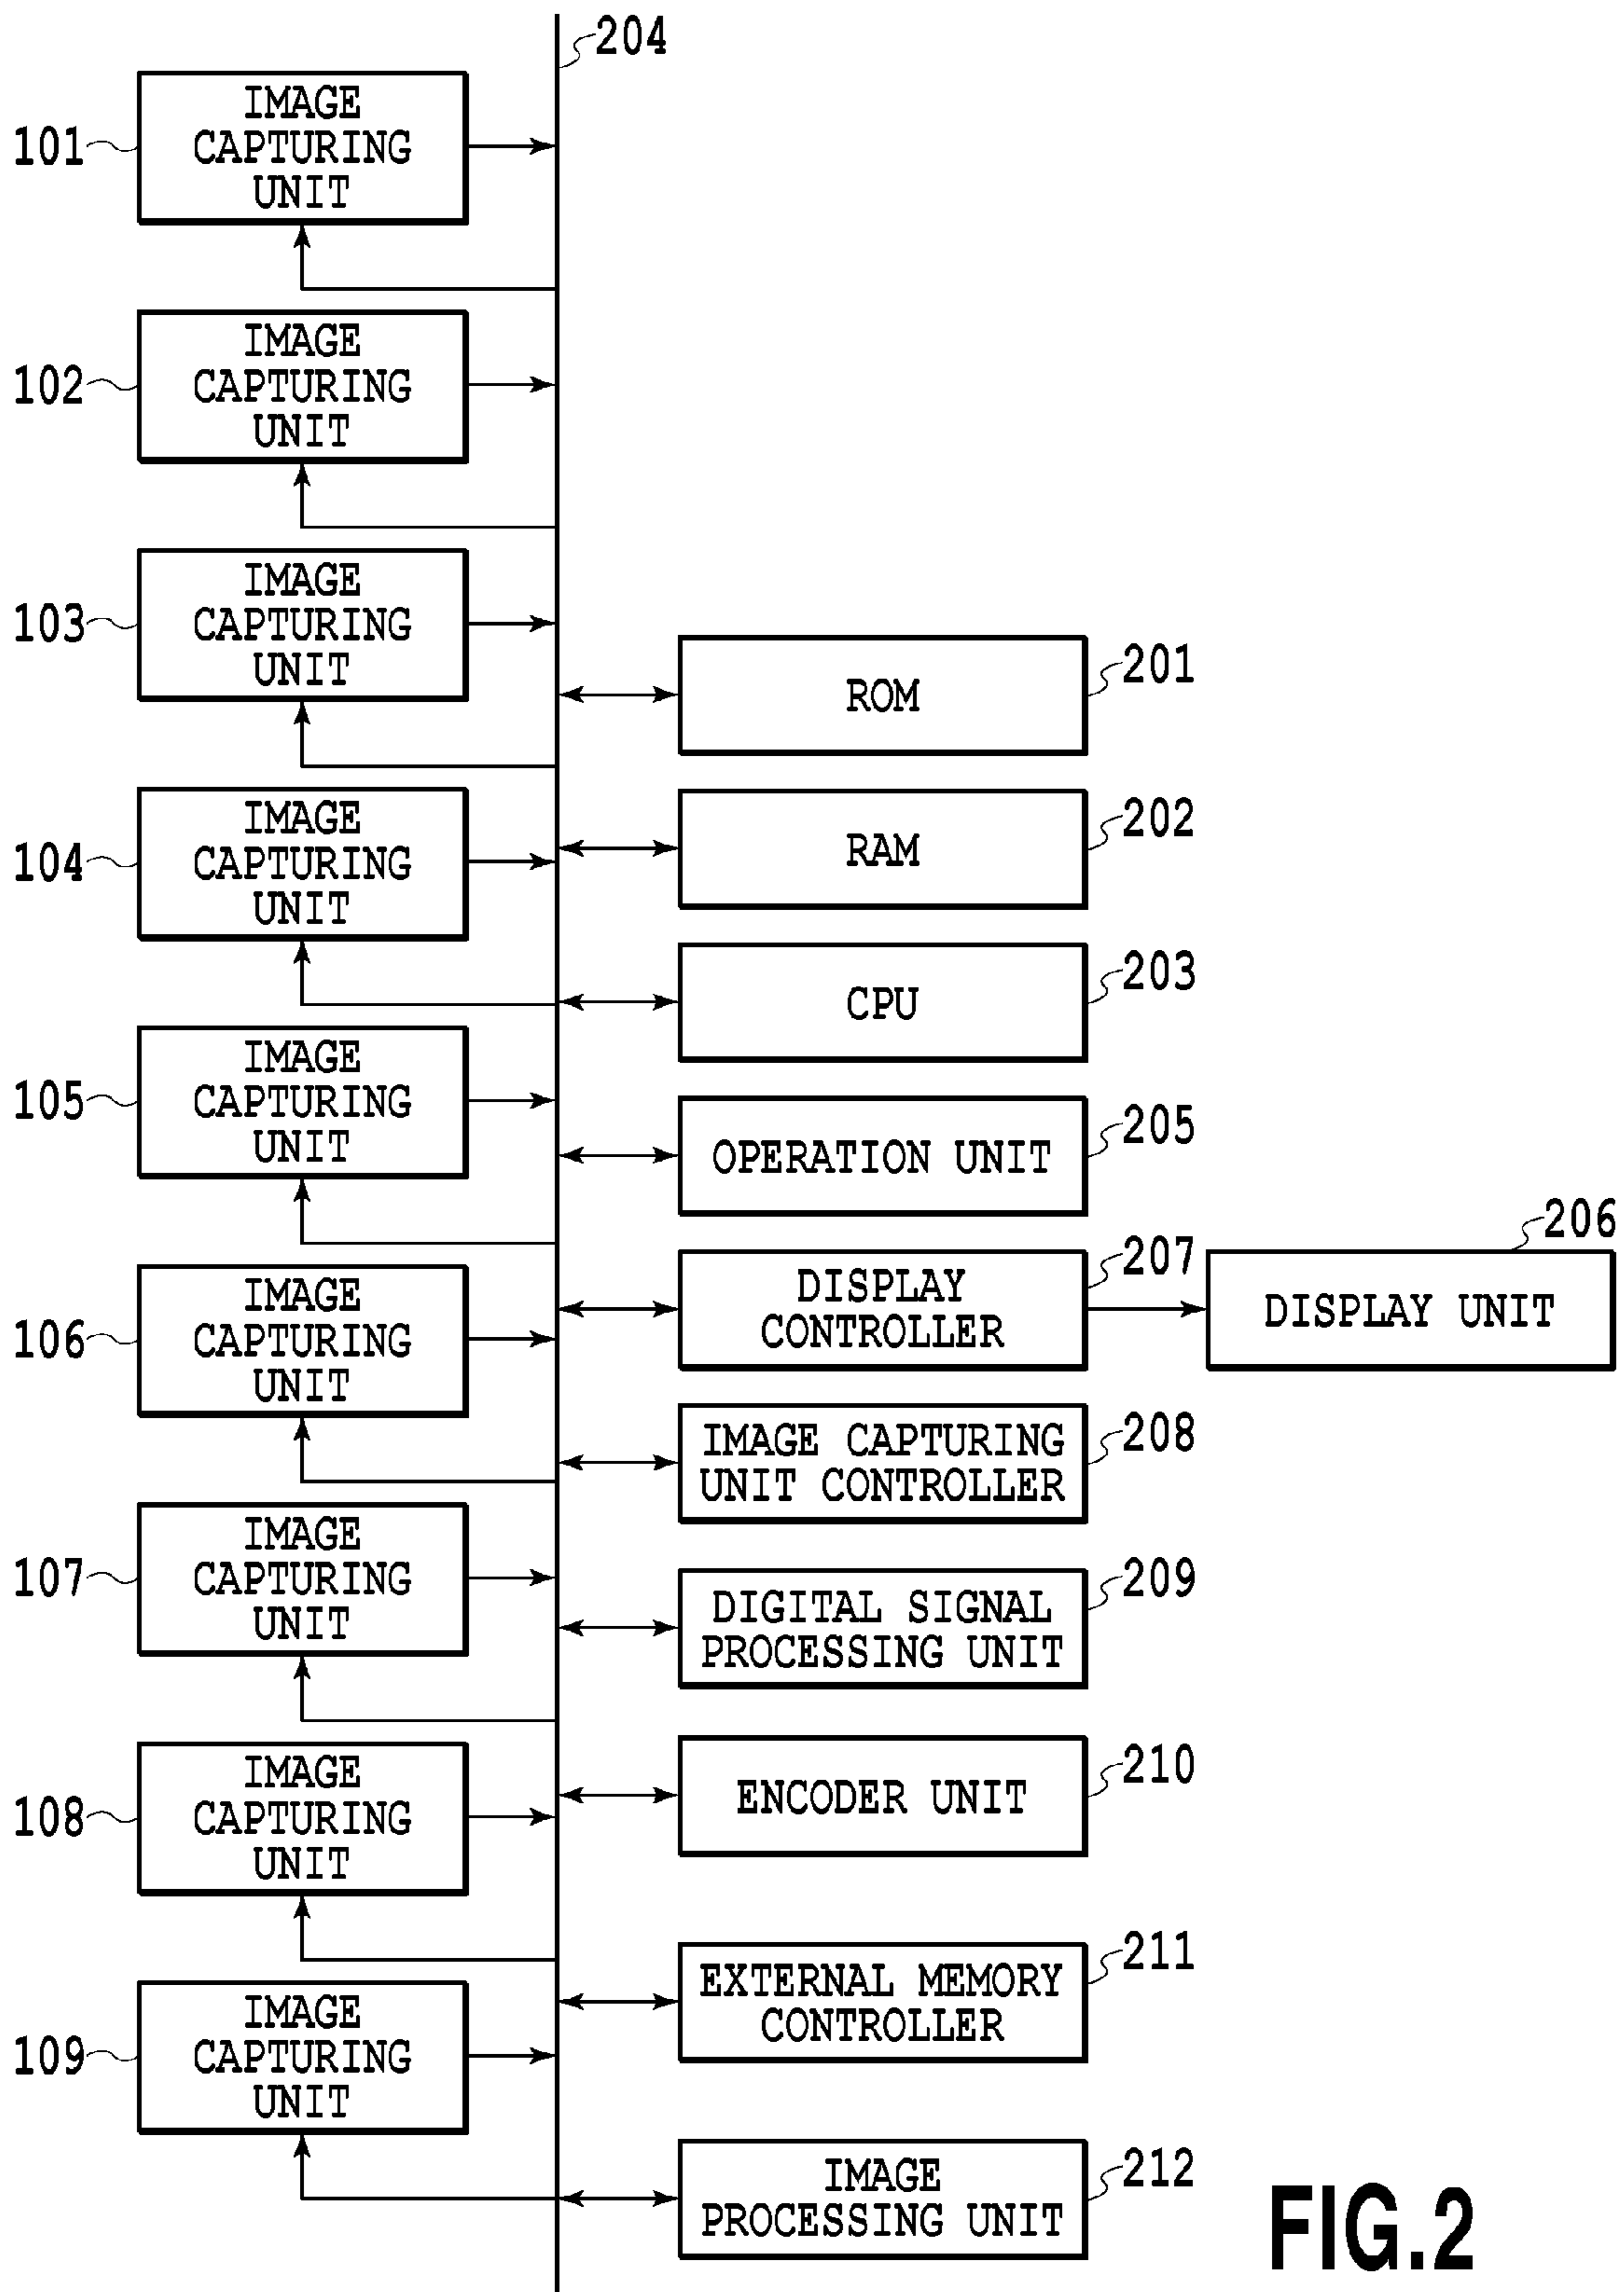 204
IMAGE
CAPTURING
UNIT
101
IMAGE
CAPTURING
UNIT
102
IMAGE
CAPTURING
UNIT
103
IMAGE
CAPTURING
UNIT
104
IMAGE
CAPTURING
UNIT
105
IMAGE
CAPTURING
UNIT
106
IMAGE
CAPTURING
UNIT
107
IMAGE
CAPTURING
UNIT
108
IMAGE
CAPTURING
UNIT
109
ROM
201
RAM
202
CPU
203
OPERATION UNIT
205
DISPLAY
CONTROLLER
207
DISPLAY UNIT
206
IMAGE CAPTURING
UNIT CONTROLLER
208
DIGITAL SIGNAL
PROCESSING UNIT
209
ENCODER UNIT
210
EXTERNAL MEMORY
CONTROLLER
211
IMAGE
PROCESSING UNIT
212
FIG.2